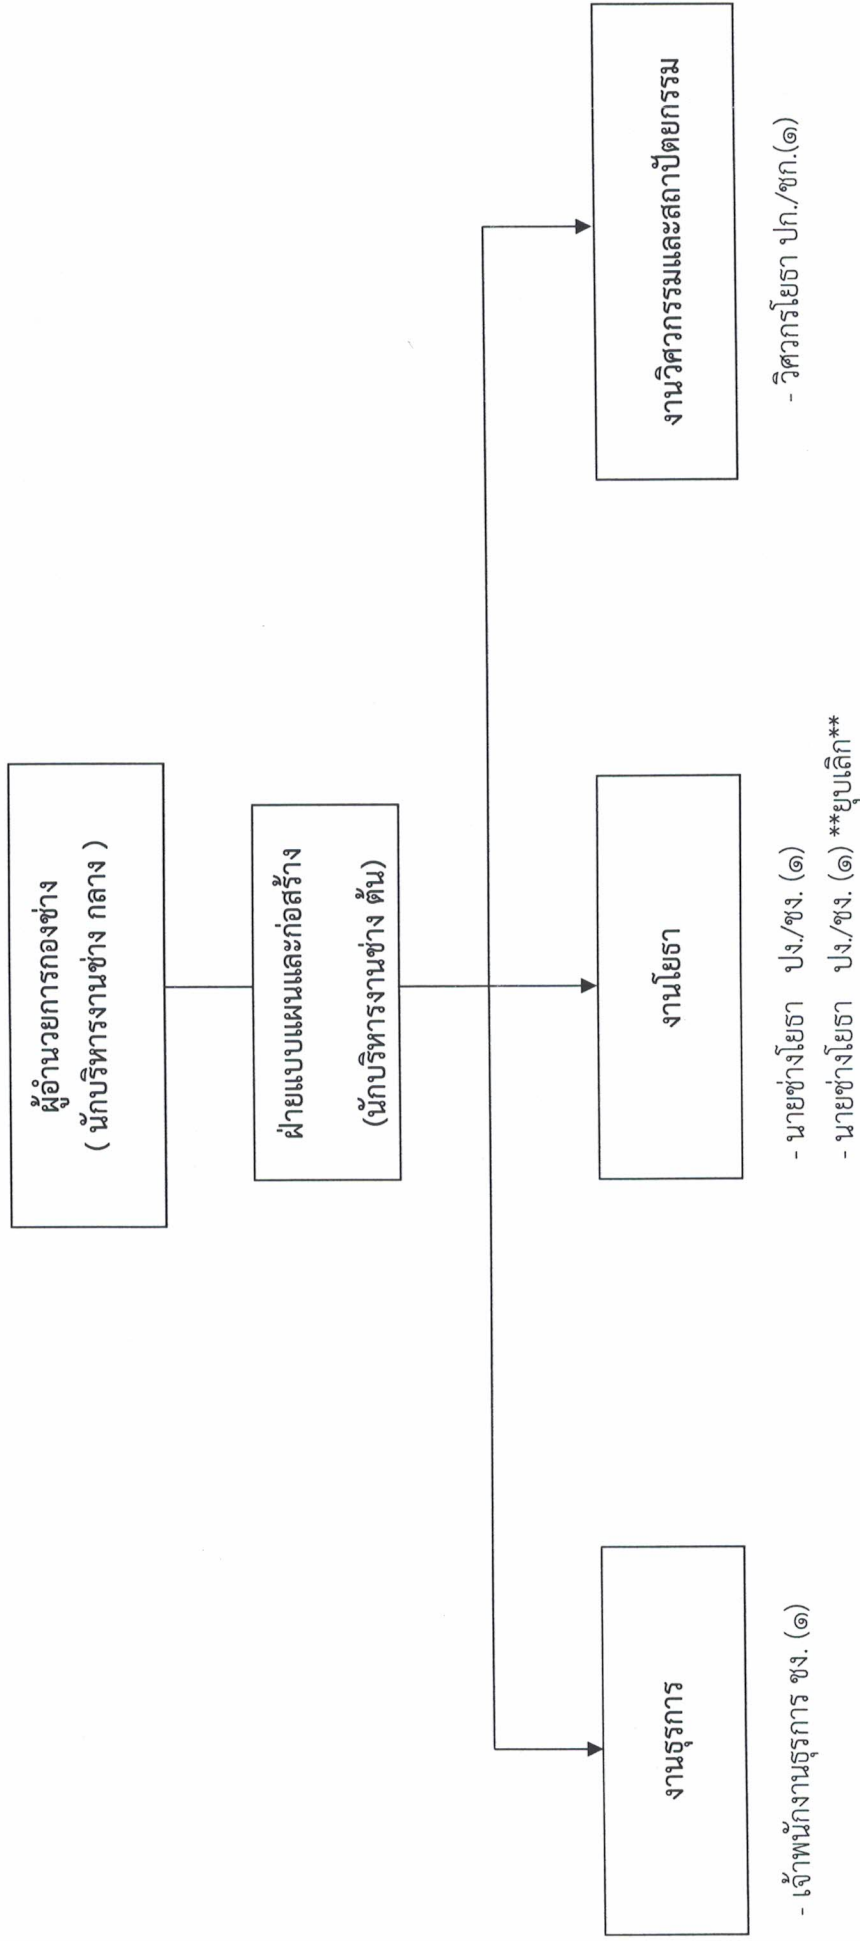 ผู้อำนวยการกองช่าง
( นักบริหารงานช่าง กลาง )
ฝ่ายแบบแผนและก่อสร้าง
(นักบริหารงานช่าง ต้น)
งานธุรการ
- เจ้าพนักงานธุรการ ชง. (๑)
งานโยธา
- นายช่างโยธา ปง./ชง. (๑)
- นายช่างโยธา ปง./ชง. (๑) **ยุบเลิก**
งานวิศวกรรมและสถาปัตยกรรม
- วิศวกรโยธา ปก./ชก.(๑)